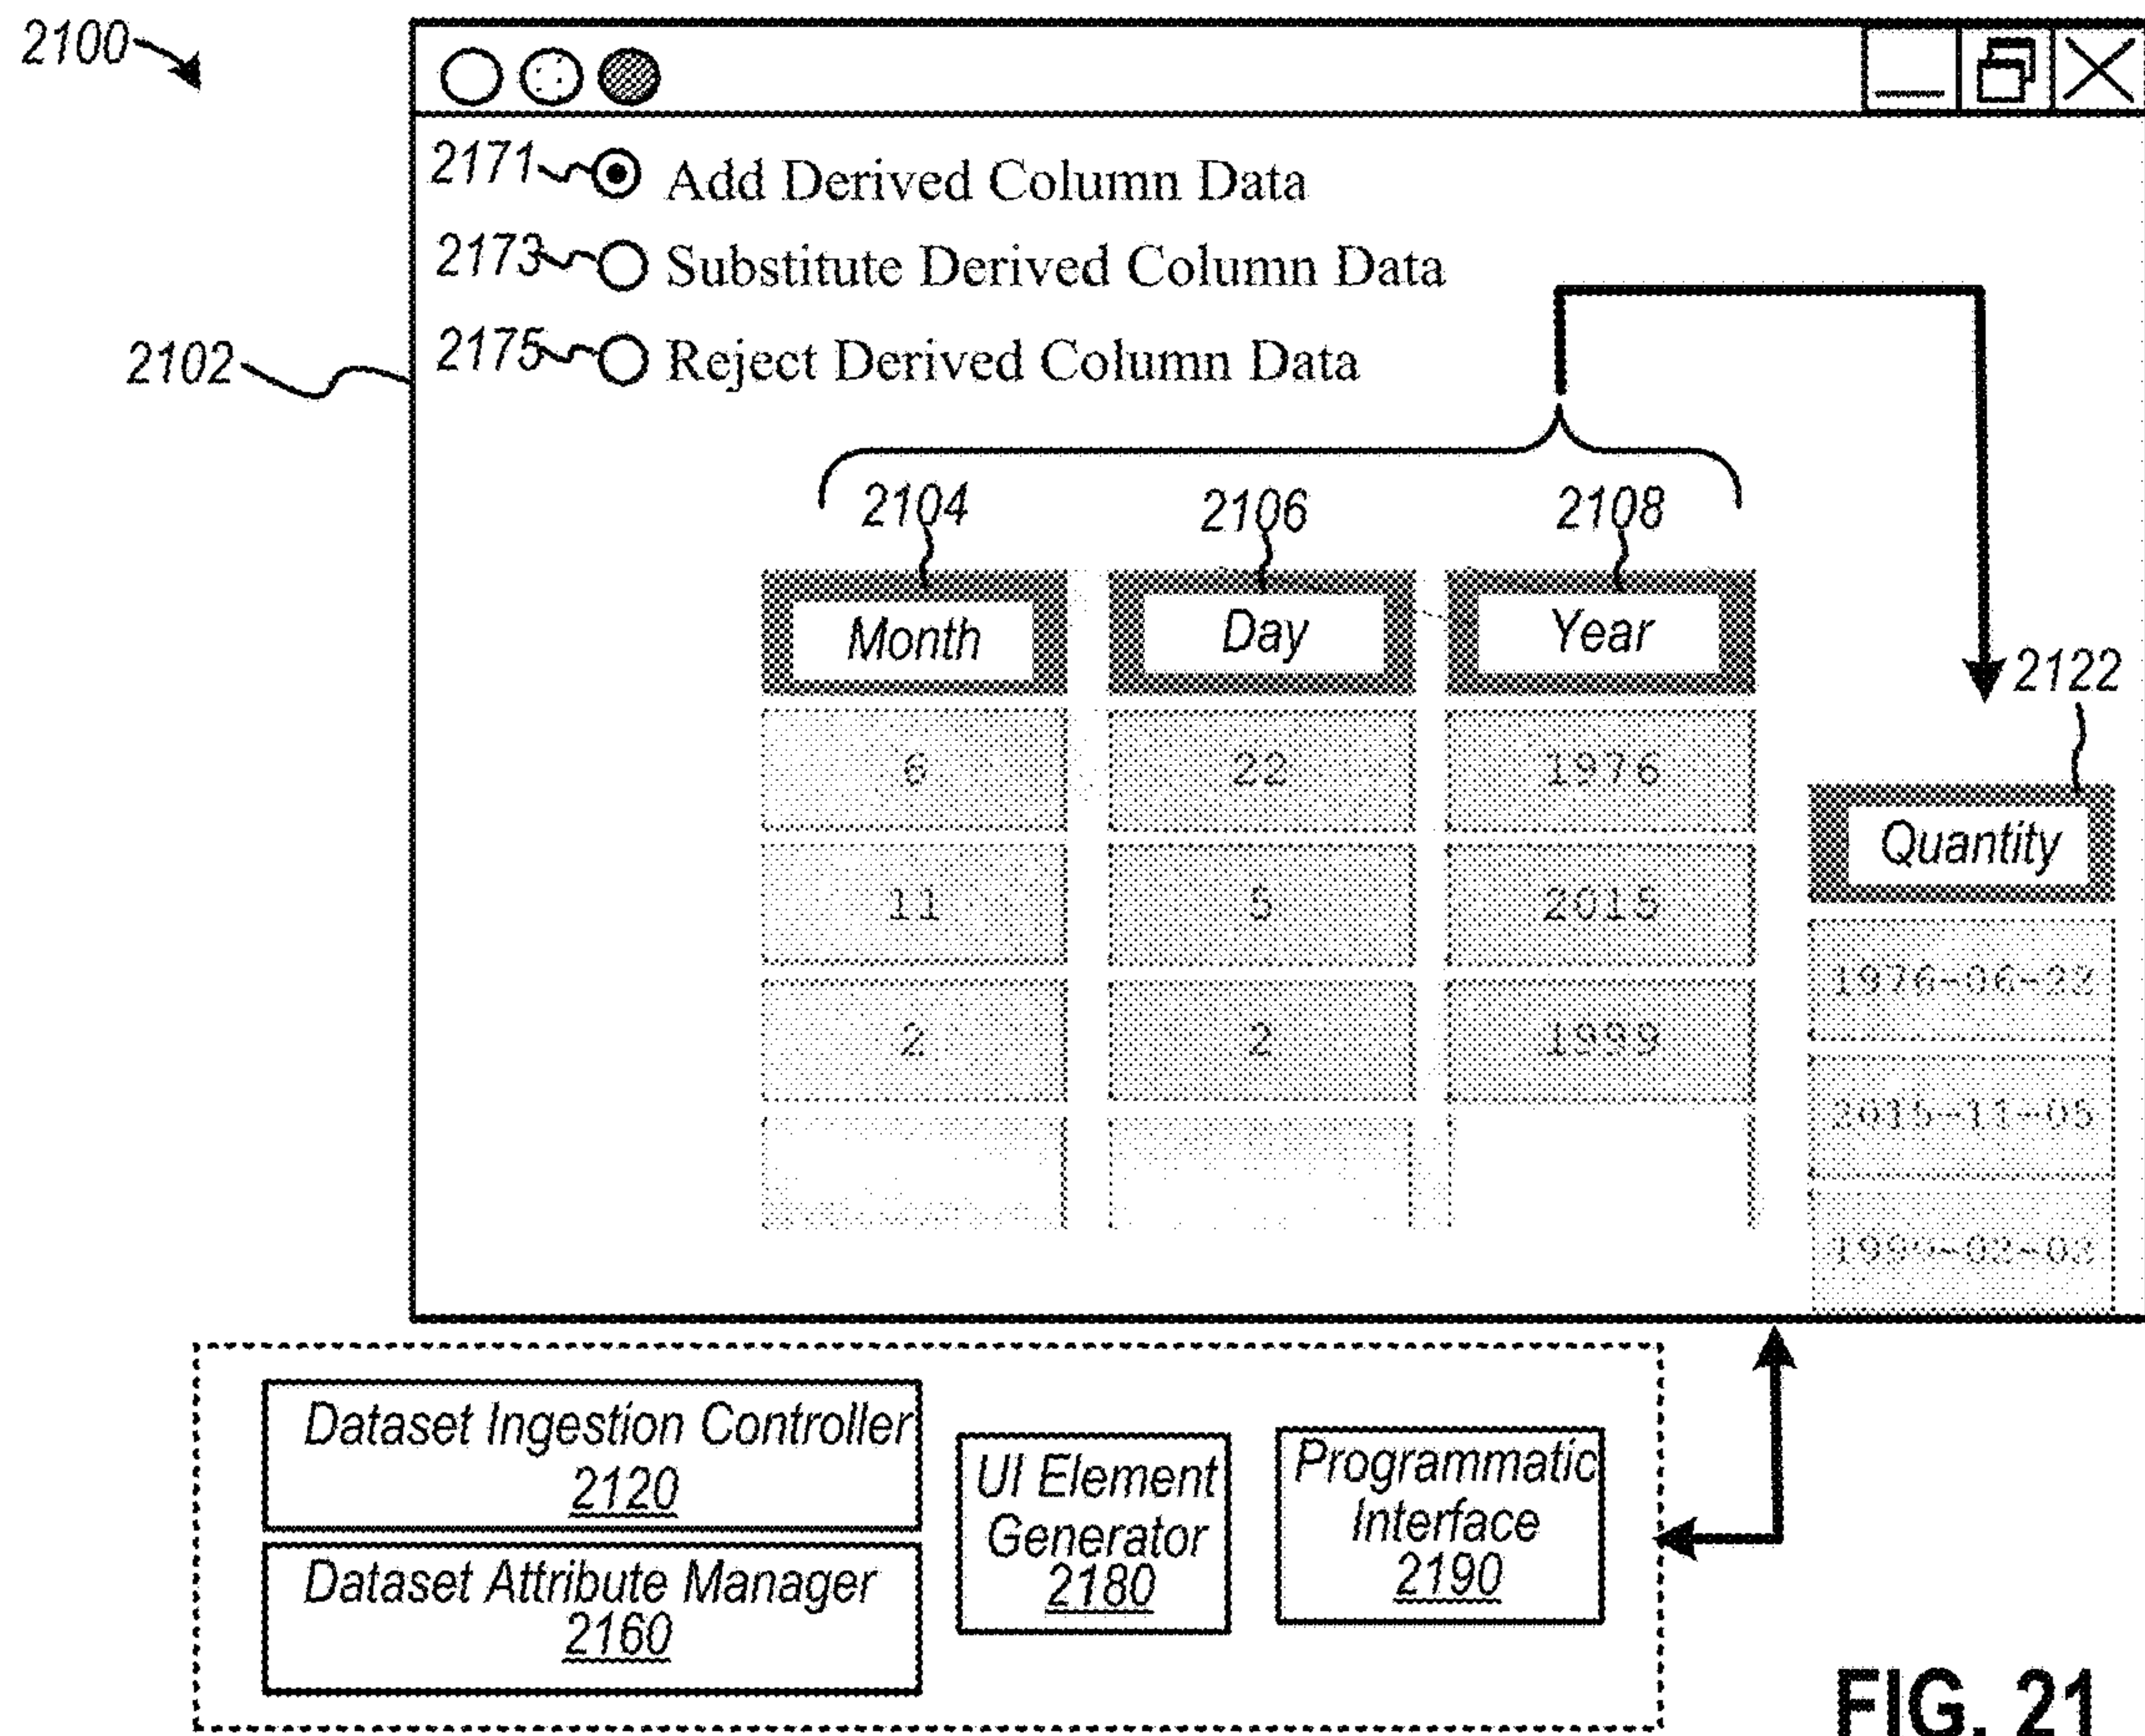 2100
2171 Add Derived Column Data
2173 Substitute Derived Column Data
2102
2175 Reject Derived Column Data
2104 2106 2108
Month Day Year
2122
6 22 1976
Quantity
11 5 2015
1976-06-22
2 2 1999
2015-11-05
1999-02-02
Dataset Ingestion Controller
2120
UI Element
Generator
2180
Programmatic
Interface
2190
Dataset Attribute Manager
2160
FIG. 21